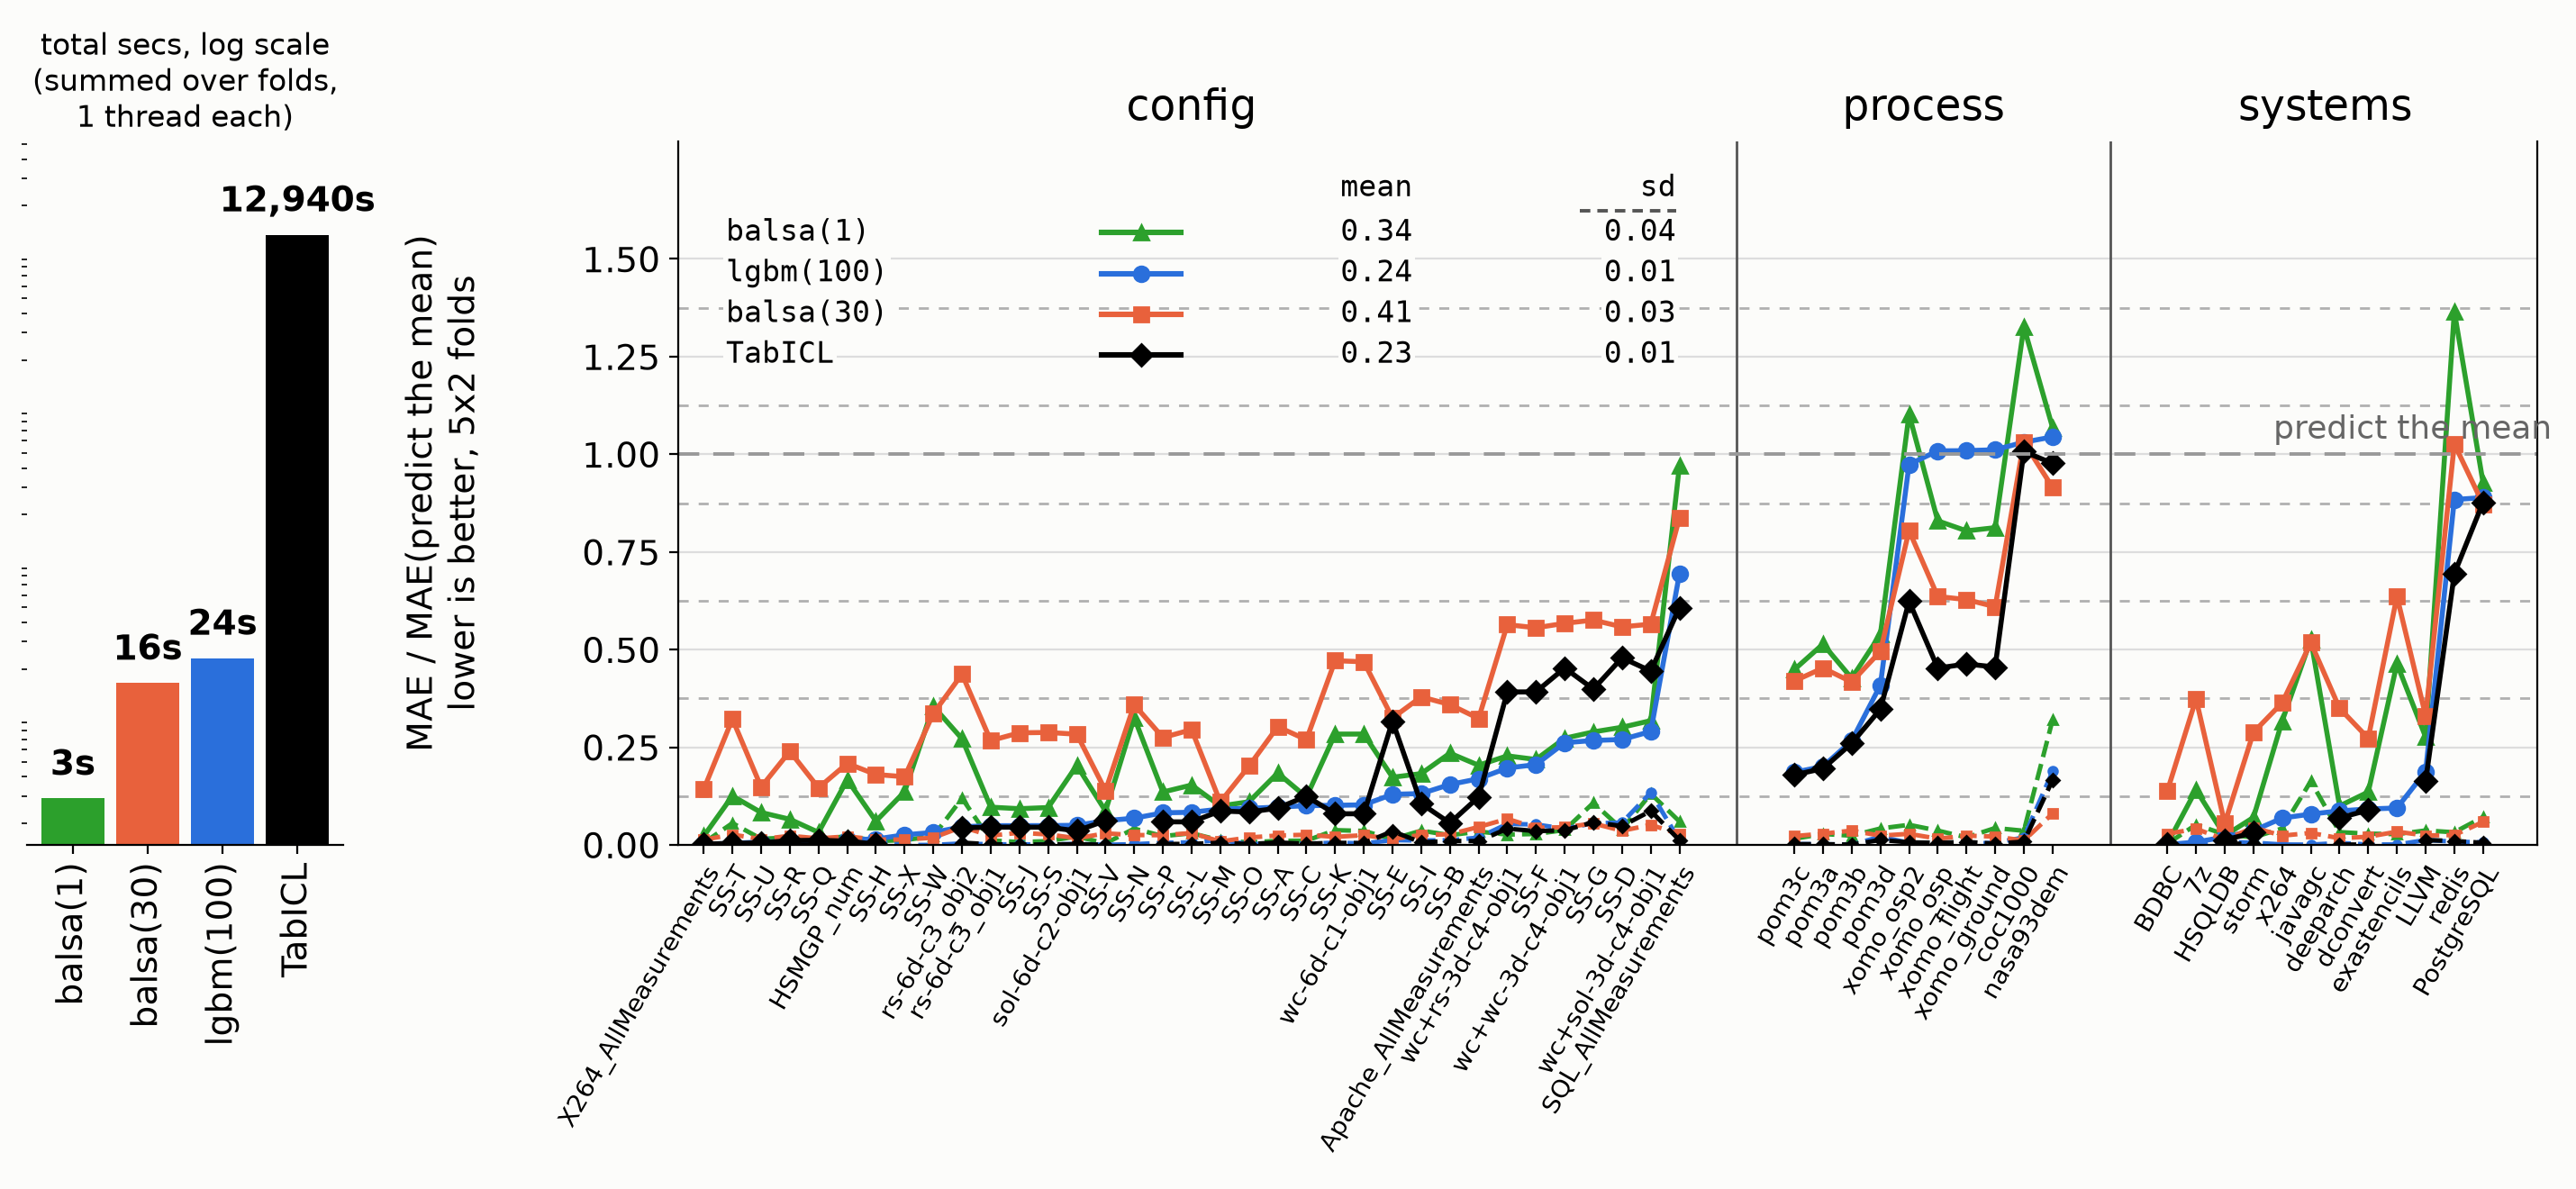 total secs, log scale
(summed over folds,
1 thread each)
12,940s
24s
16s
3s
balsa(1)
balsa(30)
lgbm(100)
TabICL
MAE / MAE(predict the mean)
lower is better, 5x2 folds
config
process
systems
mean sd
balsa(1) 0.34 0.04
lgbm(100) 0.24 0.01
balsa(30) 0.41 0.03
TabICL 0.23 0.01
predict the mean
1.50
1.25
1.00
0.75
0.50
0.25
0.00
X264_AllMeasurements
SS-T
SS-U
SS-R
SS-Q
HSMGP_num
SS-H
SS-X
SS-W
rs-6d-c3_obj2
rs-6d-c3_obj1
SS-J
SS-S
sol-6d-c2-obj1
SS-V
SS-N
SS-P
SS-L
SS-M
SS-O
SS-A
SS-C
SS-K
wc-6d-c1-obj1
SS-E
SS-I
SS-B
Apache_AllMeasurements
wc+rs-3d-c4-obj1
SS-F
wc+wc-3d-c4-obj1
SS-G
SS-D
wc+sol-3d-c4-obj1
SQL_AllMeasurements
pom3c
pom3a
pom3b
pom3d
xomo_osp2
xomo_osp
xomo_flight
xomo_ground
coc1000
nasa93dem
BDBC
7z
HSQLDB
storm
x264
javagc
deeparch
dconvert
exastencils
LLVM
redis
PostgreSQL